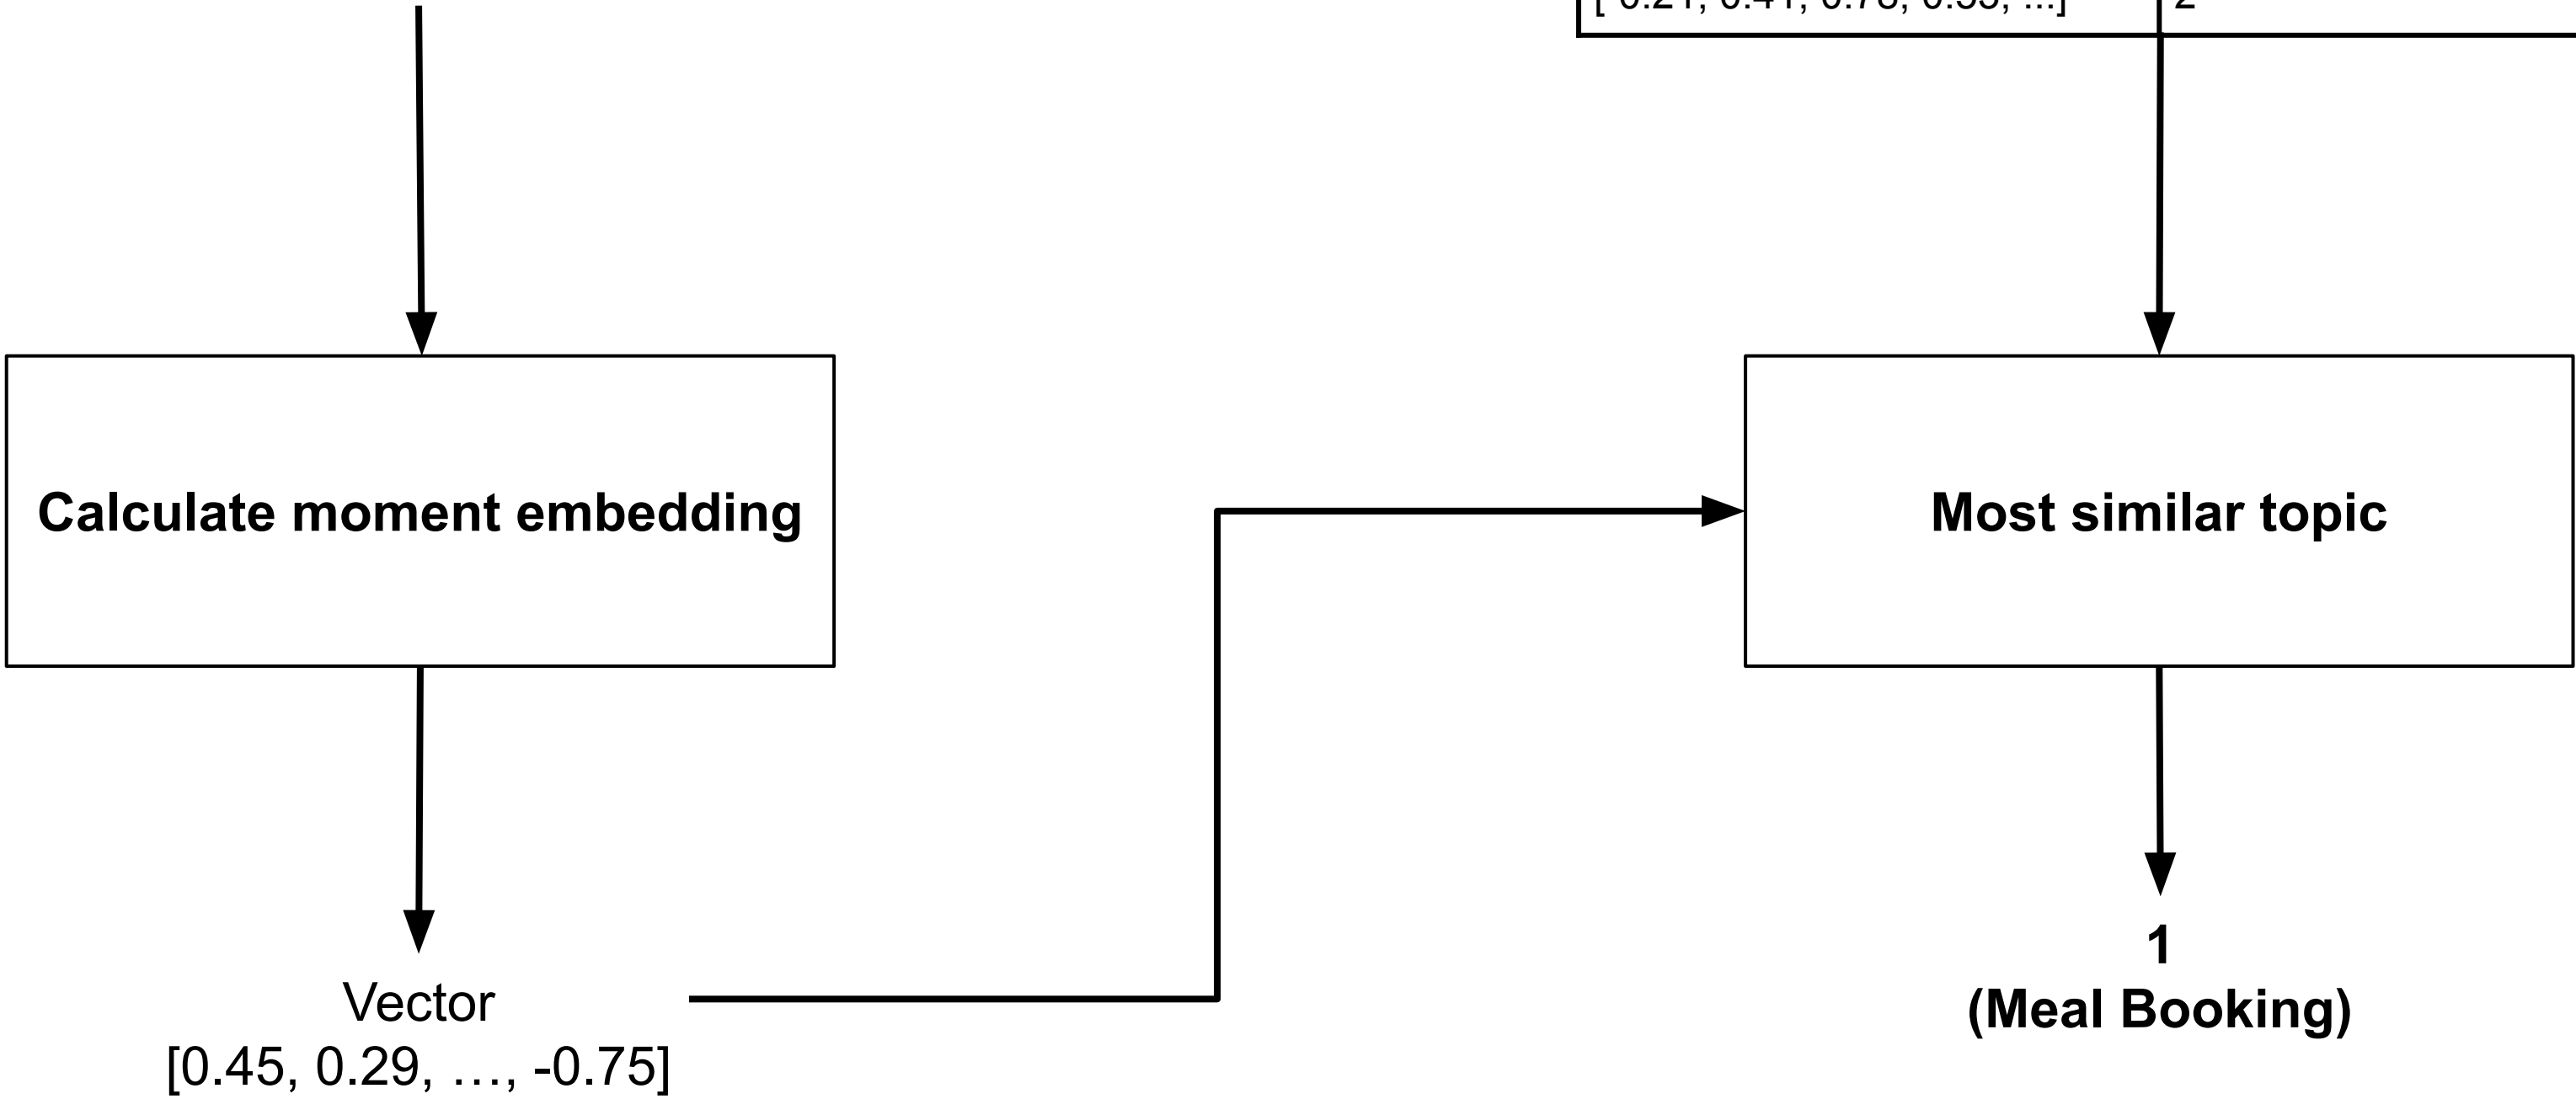 Calculate moment embedding
Most similar topic
Vector
[0.45, 0.29, …, -0.75]
1
(Meal Booking)